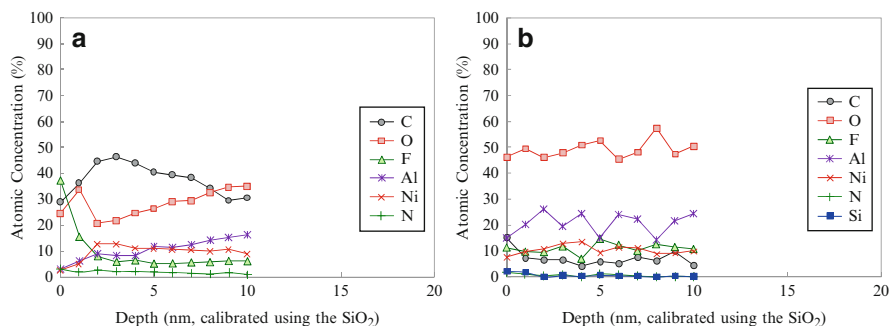 a
Atomic Concentration (%)
100
90
80
70
60
50
40
30
20
10
0
0 5 10 15 20
Depth (nm, calibrated using the SiO₂)
C
O
F
Al
Ni
N
b
Atomic Concentration (%)
100
90
80
70
60
50
40
30
20
10
0
0 5 10 15 20
Depth (nm, calibrated using the SiO₂)
C
O
F
Al
Ni
N
Si